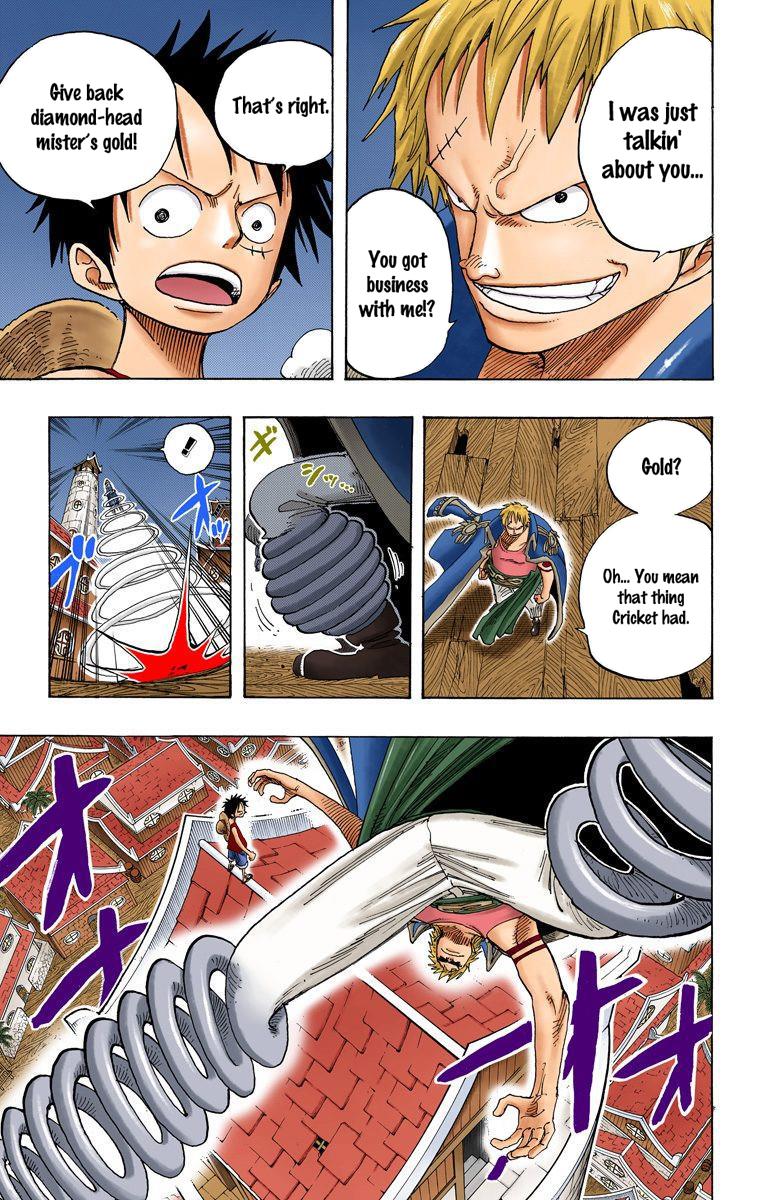 I was just
talkin'
about you...
You got
business
with me!?
That's right.
Give back
diamond-head
mister's gold!
Gold?
Oh... You mean
that thing
Cricket had.
ギ
シッ...
!